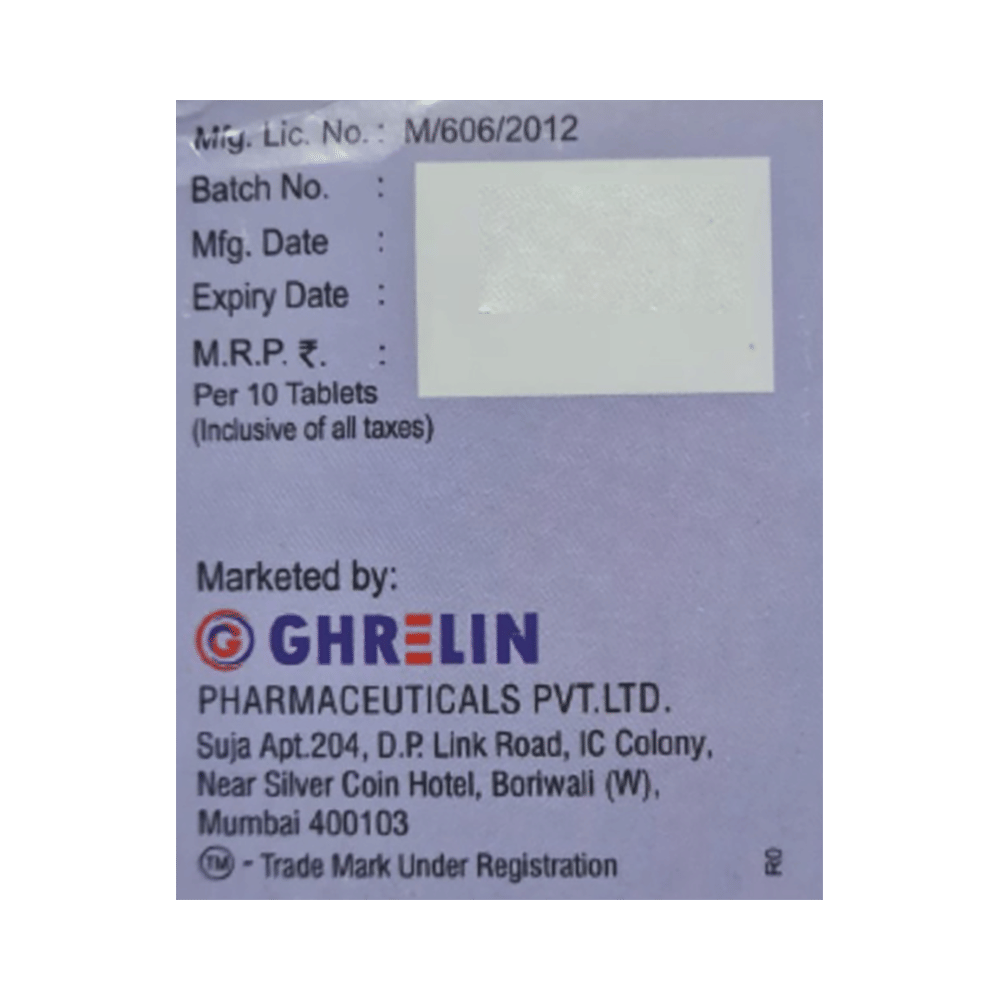 Mfg. Lic. No. : M/606/2012
Batch No. :
Mfg. Date :
Expiry Date :
M.R.P. ₹. :
Per 10 Tablets
(Inclusive of all taxes)
Marketed by:
G GHRELIN
PHARMACEUTICALS PVT.LTD.
Suja Apt.204, D.P. Link Road, IC Colony,
Near Silver Coin Hotel, Boriwali (W),
Mumbai 400103
TM - Trade Mark Under Registration
R0